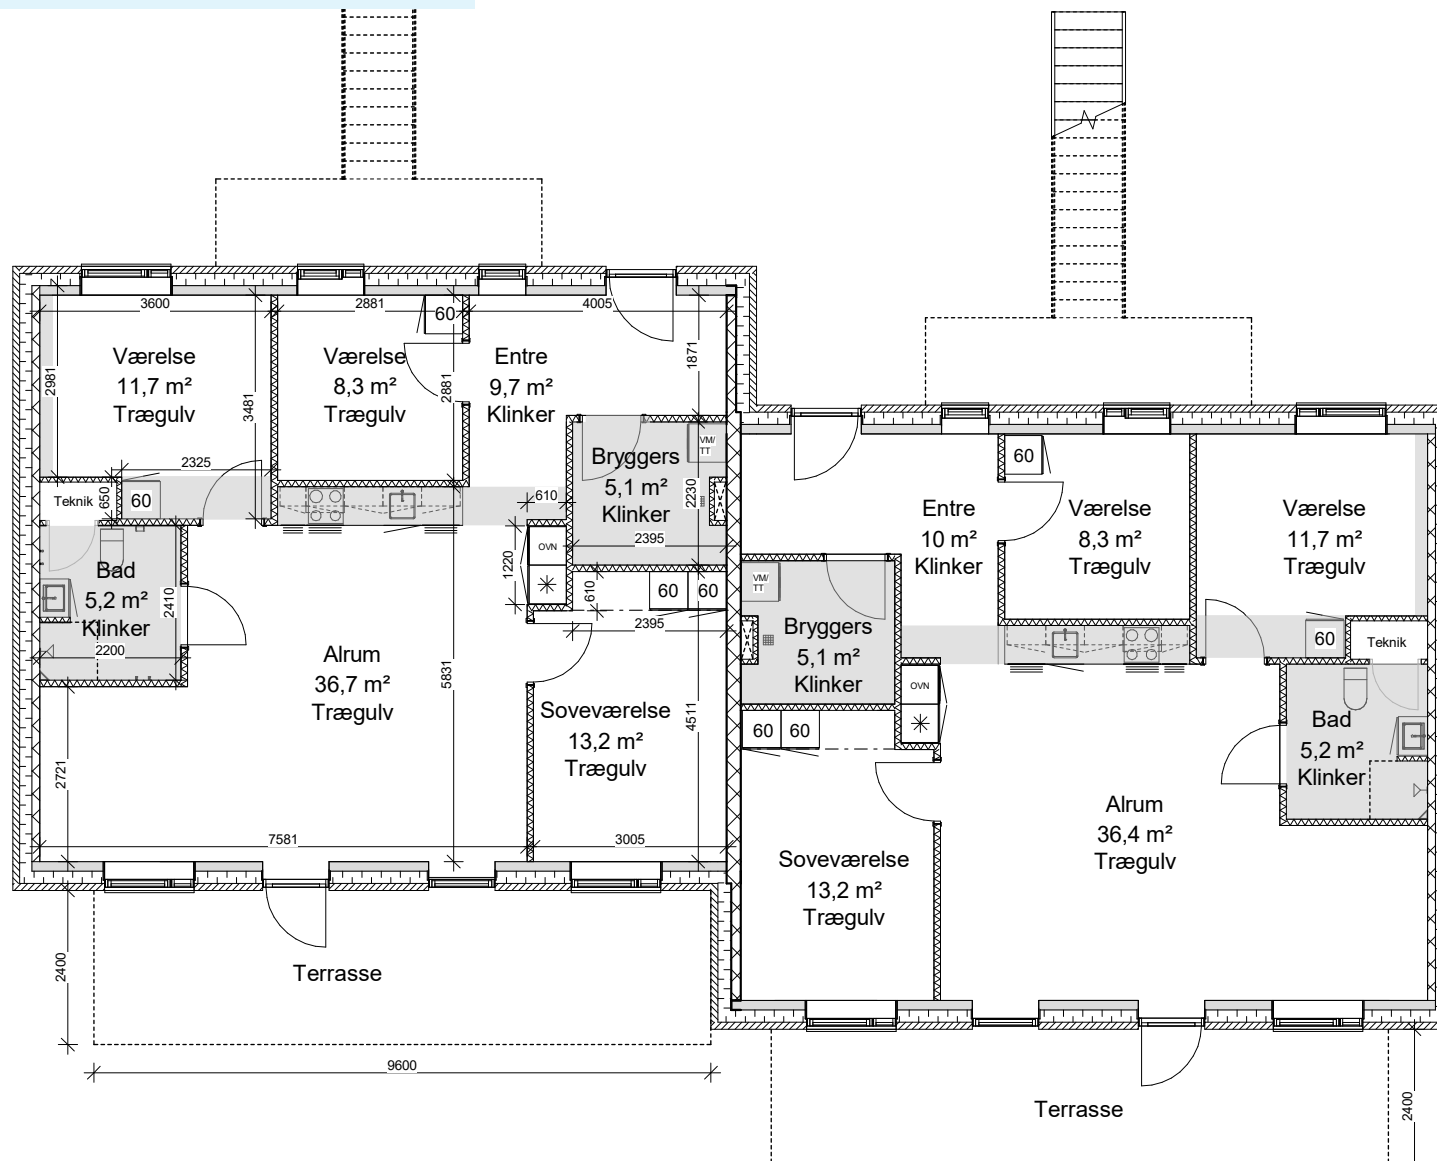 3600
2881
4005
60
Værelse
11,7 m²
Trægulv
Værelse
8,3 m²
Trægulv
Entre
9,7 m²
Klinker
2981
3481
2881
1871
2325
650
Teknik
60
610
Bryggers
5,1 m²
Klinker
VM/
TT
2230
2395
OVN
1220
610
60
60
2395
Bad
5,2 m²
Klinker
2410
2200
Alrum
36,7 m²
Trægulv
5831
Soveværelse
13,2 m²
Trægulv
4511
2721
7581
3005
2400
Terrasse
9600
60
Entre
10 m²
Klinker
Værelse
8,3 m²
Trægulv
Værelse
11,7 m²
Trægulv
VM/
TT
Bryggers
5,1 m²
Klinker
60
Teknik
OVN
60
60
Bad
5,2 m²
Klinker
Alrum
36,4 m²
Trægulv
Soveværelse
13,2 m²
Trægulv
Terrasse
2400